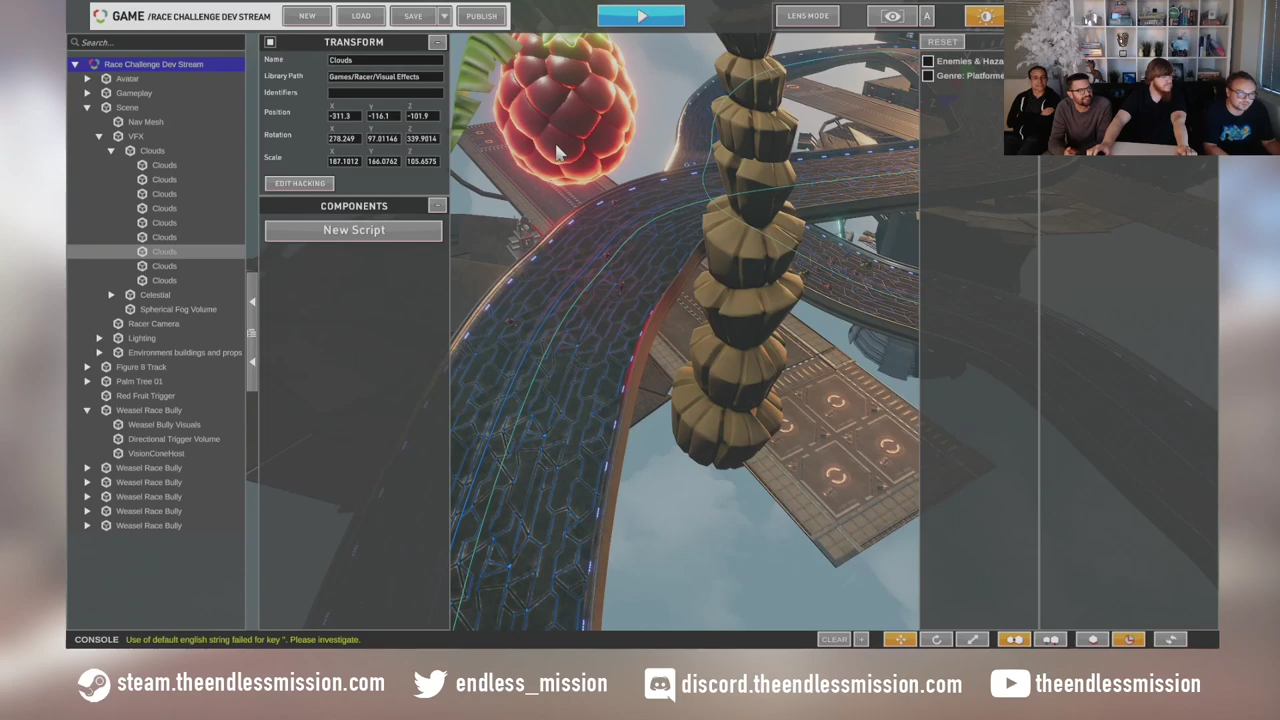 GAME /RACE CHALLENGE DEV STREAM
NEW
LOAD
SAVE
PUBLISH
LENS MODE
A
Search...
Race Challenge Dev Stream
Avatar
Gameplay
Scene
Nav Mesh
VFX
Clouds
Clouds
Clouds
Clouds
Clouds
Clouds
Clouds
Clouds
Clouds
Clouds
Celestial
Spherical Fog Volume
Racer Camera
Lighting
Environment buildings and props
Figure 8 Track
Palm Tree 01
Red Fruit Trigger
Weasel Race Bully
Weasel Bully Visuals
Directional Trigger Volume
VisionConeHost
Weasel Race Bully
Weasel Race Bully
Weasel Race Bully
Weasel Race Bully
Weasel Race Bully
TRANSFORM
Name
Clouds
Library Path
Games/Racer/Visual Effects
Identifiers
X Y Z
Position -311.3 -116.1 -101.9
X Y Z
Rotation 278.249 97.01146 339.9014
X Y Z
Scale 187.1012 166.0762 105.6575
EDIT HACKING
COMPONENTS
New Script
RESET
Enemies & Haza
Genre: Platforme
CONSOLE Use of default english string failed for key ''. Please investigate.
CLEAR
+
steam.theendlessmission.com
endless_mission
discord.theendlessmission.com
theendlessmission